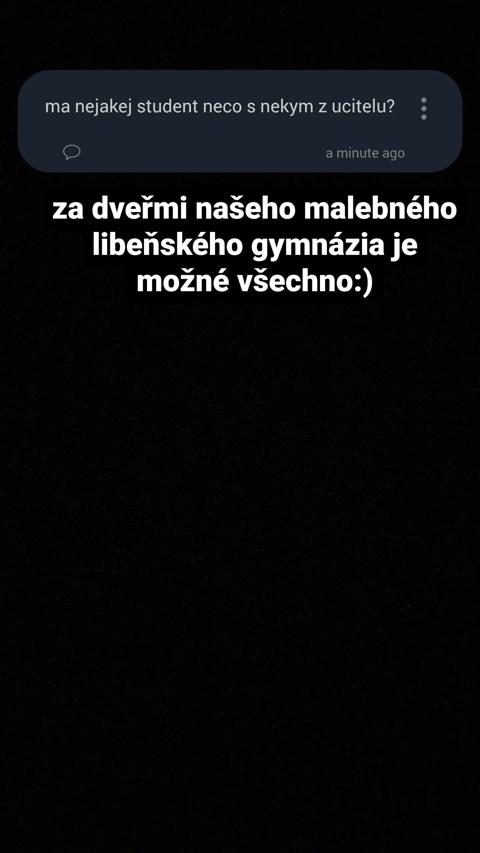 ma nejakej student neco s nekym z ucitelu?
a minute ago
za dveřmi našeho malebného
libeňského gymnázia je
možné všechno:)